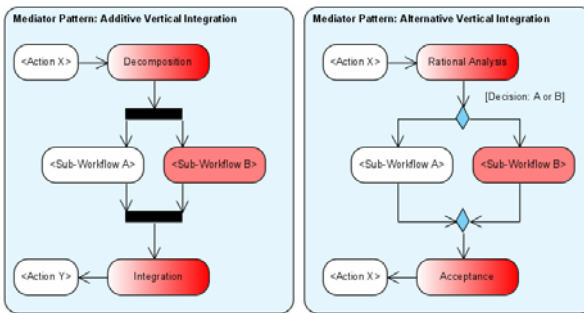 Mediator Pattern: Additive Vertical Integration
<Action X>
Decomposition
<Sub-Workflow A>
<Sub-Workflow B>
<Action Y>
Integration
Mediator Pattern: Alternative Vertical Integration
<Action X>
Rational Analysis
[Decision: A or B]
<Sub-Workflow A>
<Sub-Workflow B>
<Action X>
Acceptance